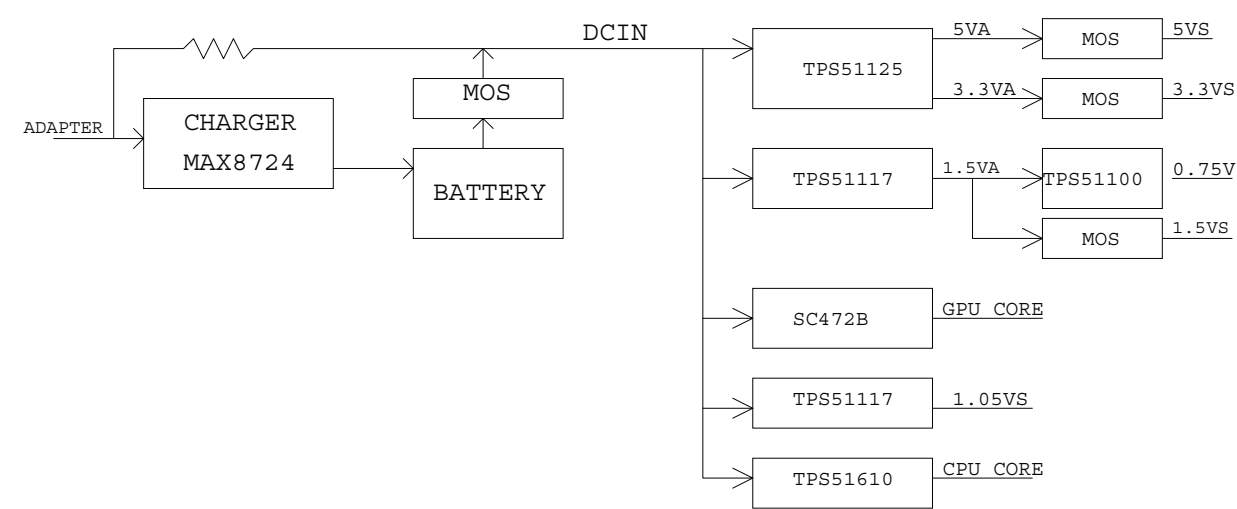 DCIN
ADAPTER
CHARGER
MAX8724
MOS
BATTERY
TPS51125
5VA
MOS
5VS
3.3VA
MOS
3.3VS
TPS51117
1.5VA
TPS51100
0.75V
MOS
1.5VS
SC472B
GPU CORE
TPS51117
1.05VS
TPS51610
CPU CORE